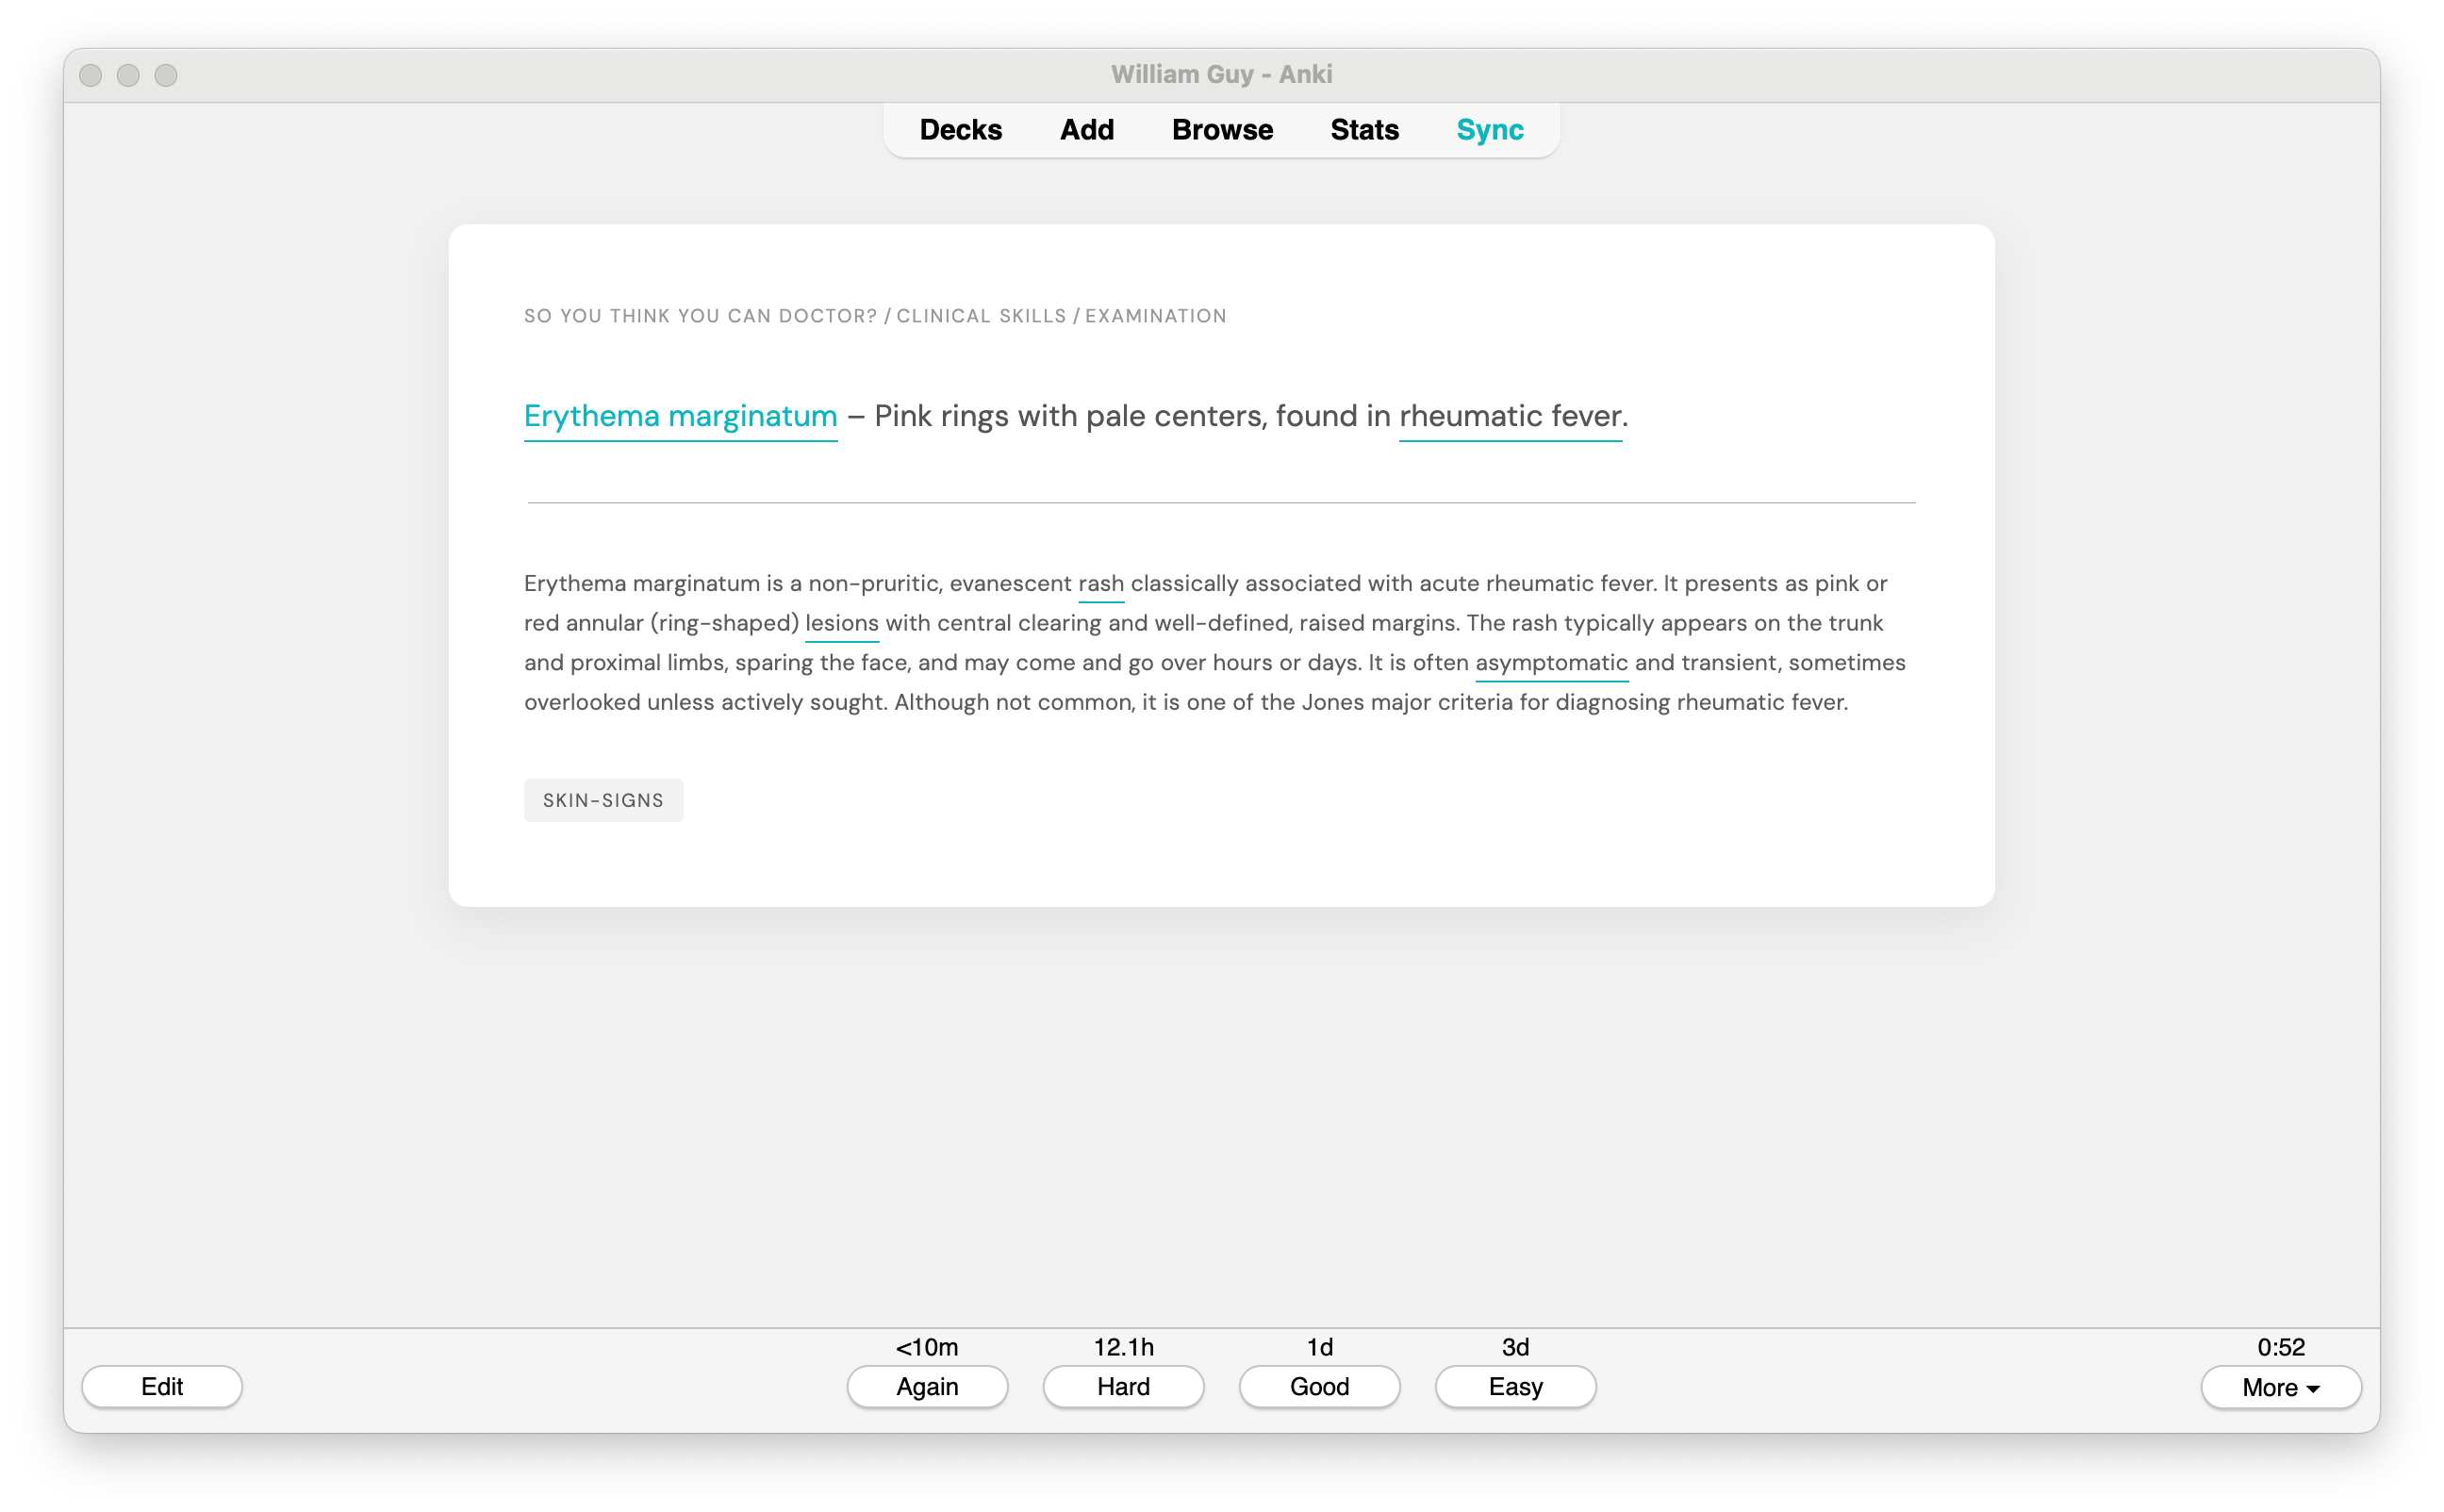 William Guy - Anki
Decks Add Browse Stats Sync
SO YOU THINK YOU CAN DOCTOR? / CLINICAL SKILLS / EXAMINATION
Erythema marginatum – Pink rings with pale centers, found in rheumatic fever.
Erythema marginatum is a non-pruritic, evanescent rash classically associated with acute rheumatic fever. It presents as pink or
red annular (ring-shaped) lesions with central clearing and well-defined, raised margins. The rash typically appears on the trunk
and proximal limbs, sparing the face, and may come and go over hours or days. It is often asymptomatic and transient, sometimes
overlooked unless actively sought. Although not common, it is one of the Jones major criteria for diagnosing rheumatic fever.
SKIN-SIGNS
<10m 12.1h 1d 3d 0:52
Edit Again Hard Good Easy More